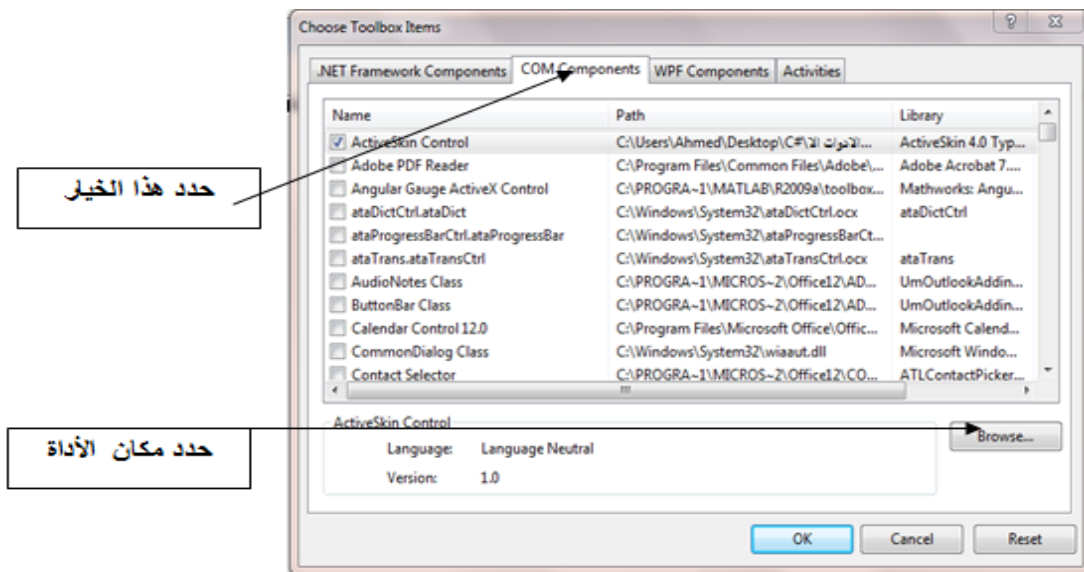 Choose Toolbox Items
.NET Framework Components COM Components WPF Components Activities
Name Path Library
ActiveSkin Control C:\Users\Ahmed\Desktop\C#\الادوات الا... ActiveSkin 4.0 Typ...
Adobe PDF Reader C:\Program Files\Common Files\Adobe\... Adobe Acrobat 7....
Angular Gauge ActiveX Control C:\PROGRA~1\MATLAB\R2009a\toolbox... Mathworks: Angu...
ataDictCtrl.ataDict C:\Windows\System32\ataDictCtrl.ocx ataDictCtrl
ataProgressBarCtrl.ataProgressBar C:\Windows\System32\ataProgressBarCt...
ataTrans.ataTransCtrl C:\Windows\System32\ataTransCtrl.ocx ataTrans
AudioNotes Class C:\PROGRA~1\MICROS~2\Office12\AD... UmOutlookAddin...
ButtonBar Class C:\PROGRA~1\MICROS~2\Office12\AD... UmOutlookAddin...
Calendar Control 12.0 C:\Program Files\Microsoft Office\Offic... Microsoft Calend...
CommonDialog Class C:\Windows\System32\wiaaut.dll Microsoft Windo...
Contact Selector C:\PROGRA~1\MICROS~2\Office12\CO... ATLContactPicker...
حدد هذا الخيار
ActiveSkin Control
Browse...
Language: Language Neutral
Version: 1.0
حدد مكان الأداة
OK Cancel Reset